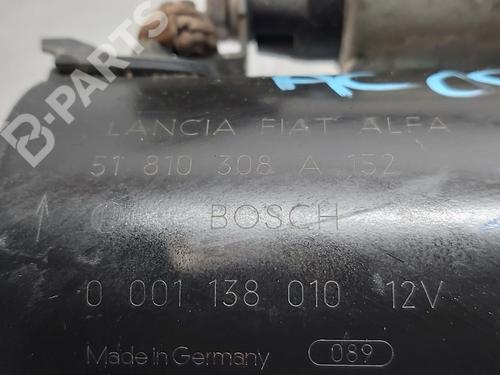 B-PARTS
LANCIA FIAT ALFA
51 810 308 A 152
BOSCH
0 001 138 010 12V
Made in Germany 089